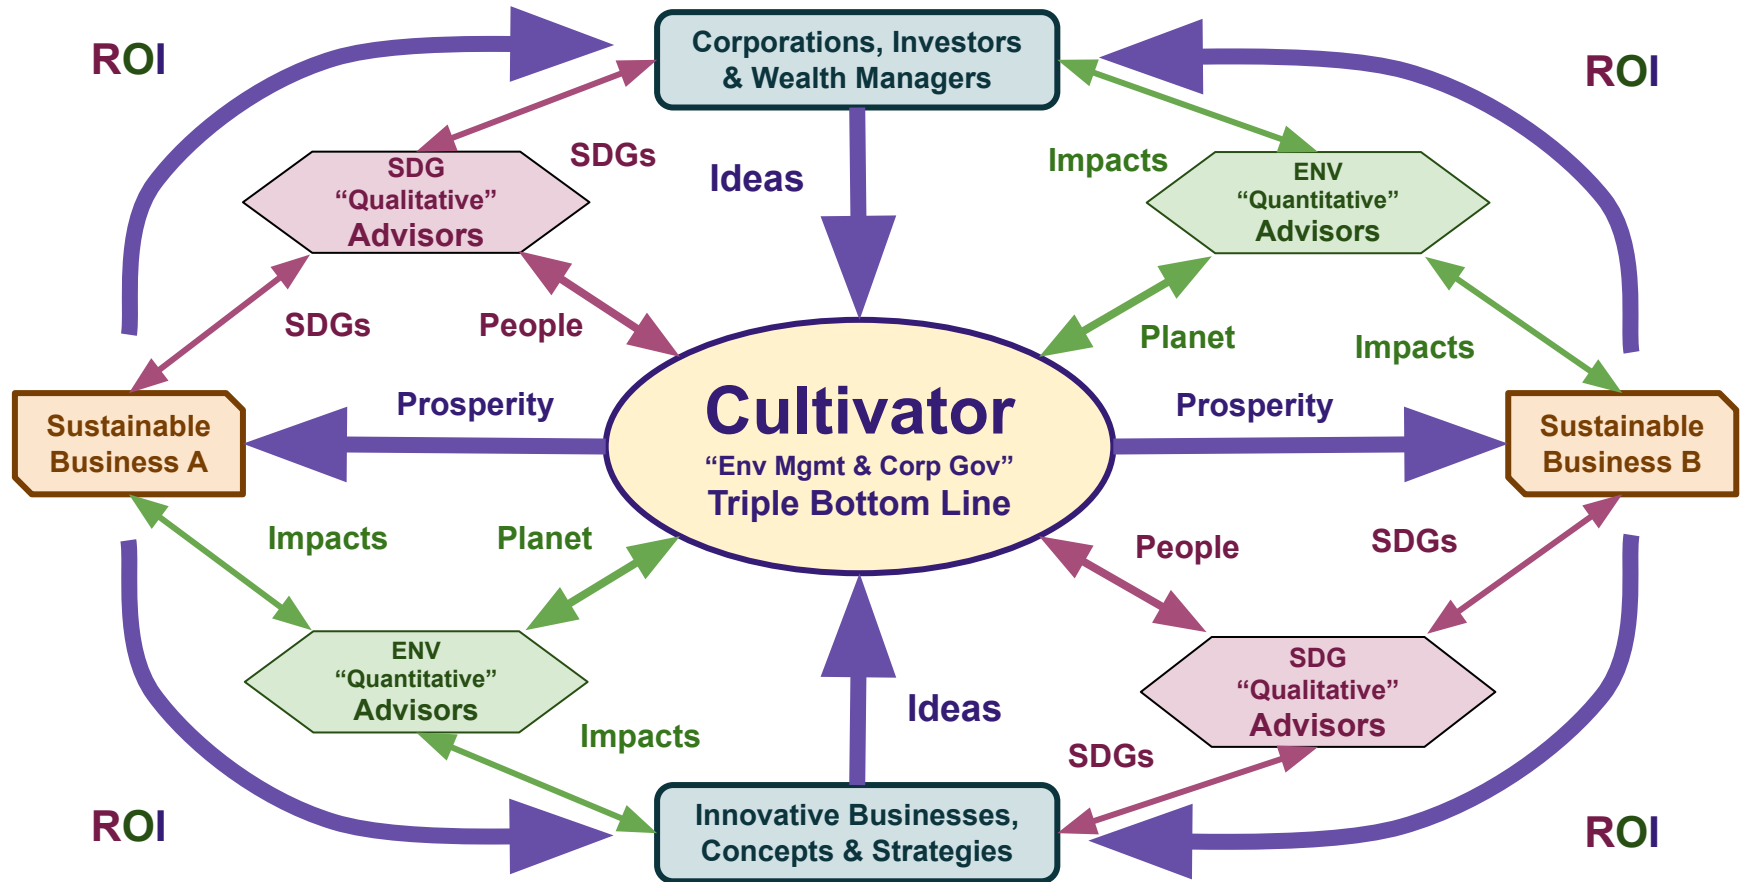 ROI
Corporations, Investors
& Wealth Managers
ROI
SDGs
Ideas
Impacts
SDG
“Qualitative”
Advisors
ENV
“Quantitative”
Advisors
SDGs
People
Planet
Impacts
Prosperity
Prosperity
Sustainable
Business A
Cultivator
“Env Mgmt & Corp Gov”
Triple Bottom Line
Sustainable
Business B
Impacts
Planet
People
SDGs
ENV
“Quantitative”
Advisors
SDG
“Qualitative”
Advisors
Impacts
Ideas
SDGs
ROI
Innovative Businesses,
Concepts & Strategies
ROI